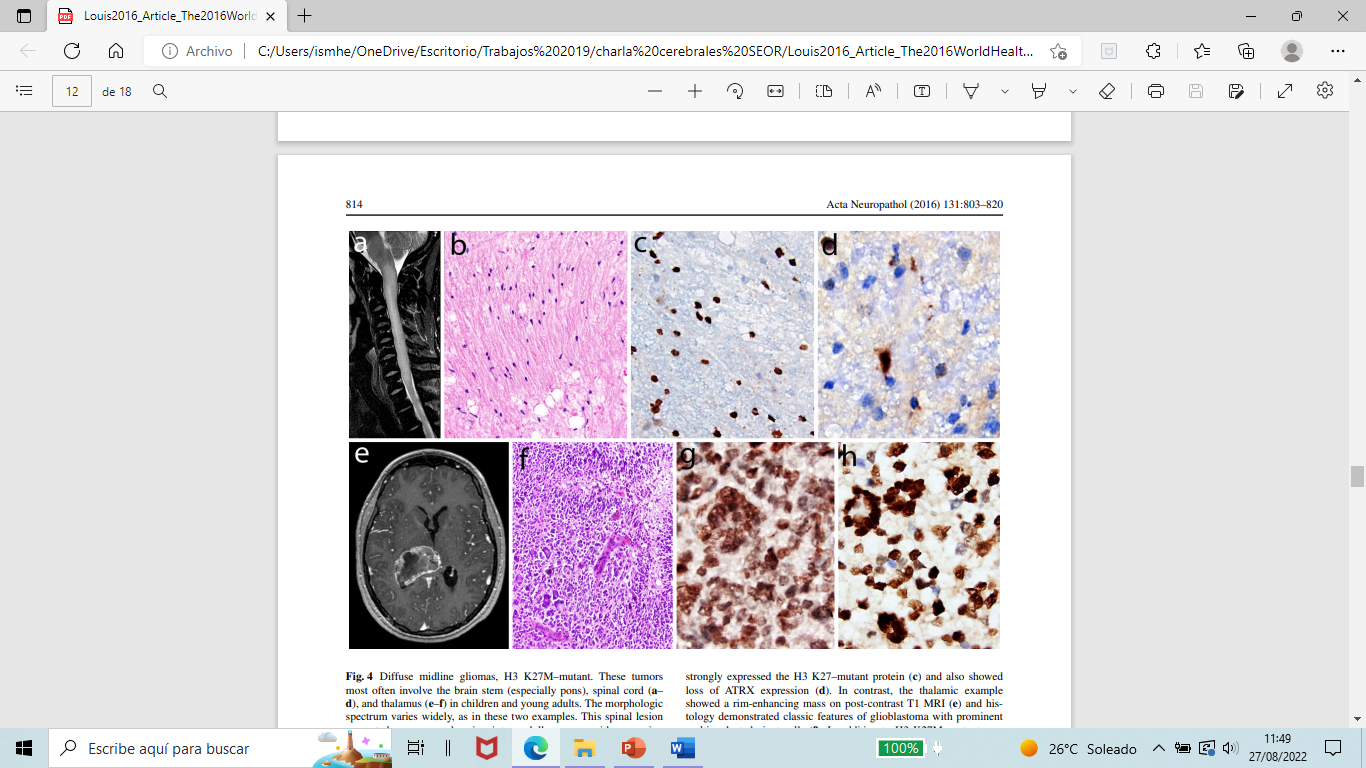 Louis2016_Article_The2016World
Archivo
C:/Users/ismhe/OneDrive/Escritorio/Trabajos%202019/charla%20cerebrales%20SEOR/Louis2016_Article_The2016WorldHealt...
12 de 18
814 Acta Neuropathol (2016) 131:803–820
a b c d
e f g h
Fig. 4 Diffuse midline gliomas, H3 K27M–mutant. These tumors
most often involve the brain stem (especially pons), spinal cord (a–
d), and thalamus (e–f) in children and young adults. The morphologic
spectrum varies widely, as in these two examples. This spinal lesion
strongly expressed the H3 K27–mutant protein (c) and also showed
loss of ATRX expression (d). In contrast, the thalamic example
showed a rim-enhancing mass on post-contrast T1 MRI (e) and his-
tology demonstrated classic features of glioblastoma with prominent
Escribe aquí para buscar
100%
26°C Soleado
11:49
27/08/2022